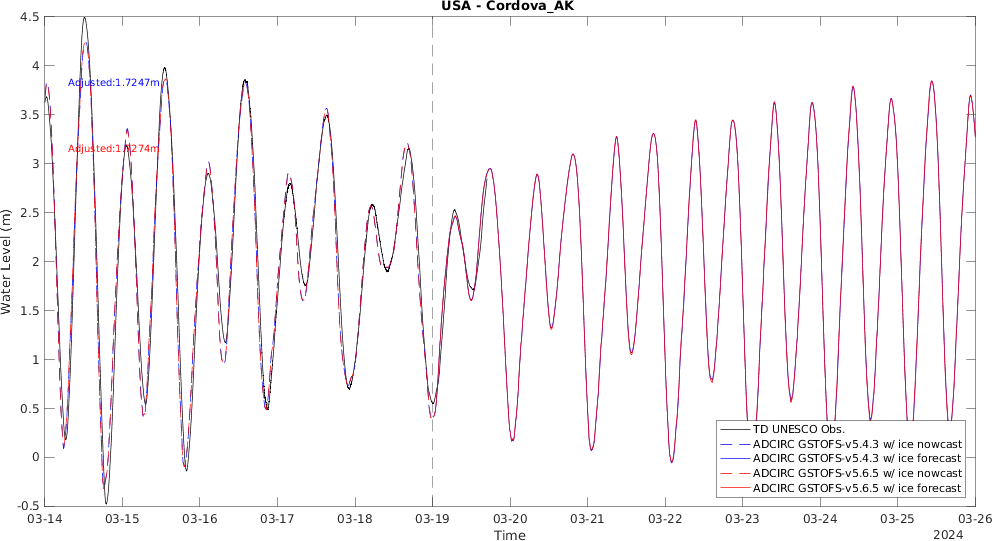 USA - Cordova_AK
4.5
4
3.5
3
2.5
2
1.5
1
0.5
0
-0.5
Water Level (m)
Adjusted:1.7247m
TD UNESCO Obs.
ADCIRC GSTOFS-v5.4.3 w/ ice nowcast
ADCIRC GSTOFS-v5.4.3 w/ ice forecast
ADCIRC GSTOFS-v5.6.5 w/ ice nowcast
ADCIRC GSTOFS-v5.6.5 w/ ice forecast
03-14 03-15 03-16 03-17 03-18 03-19 03-20 03-21 03-22 03-23 03-24 03-25 03-26
Time
2024